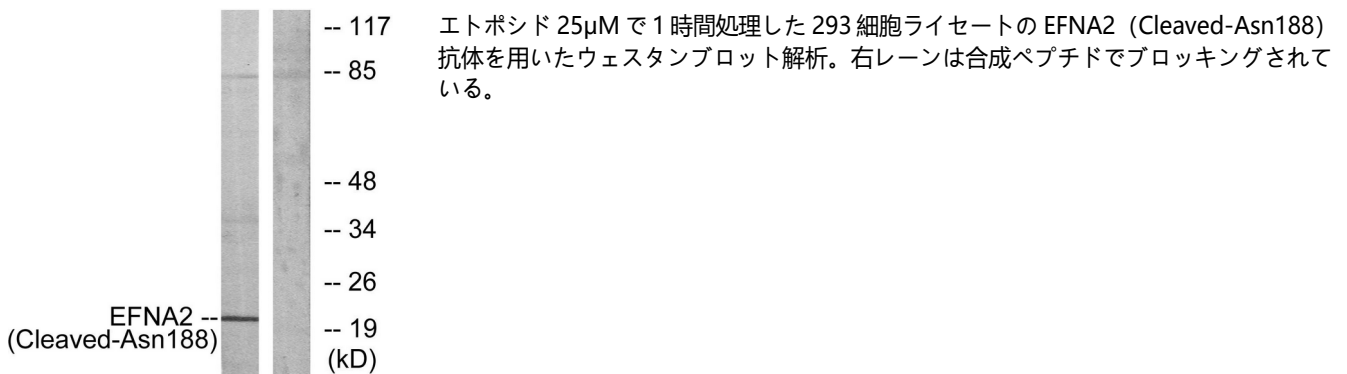 -- 117
-- 85
-- 48
-- 34
-- 26
-- 19
(kD)
EFNA2 --
(Cleaved-Asn188)
エトポシド 25μM で 1 時間処理した 293 細胞ライセートの EFNA2（Cleaved-Asn188）
抗体を用いたウェスタンブロット解析。右レーンは合成ペプチドでブロッキングされて
いる。